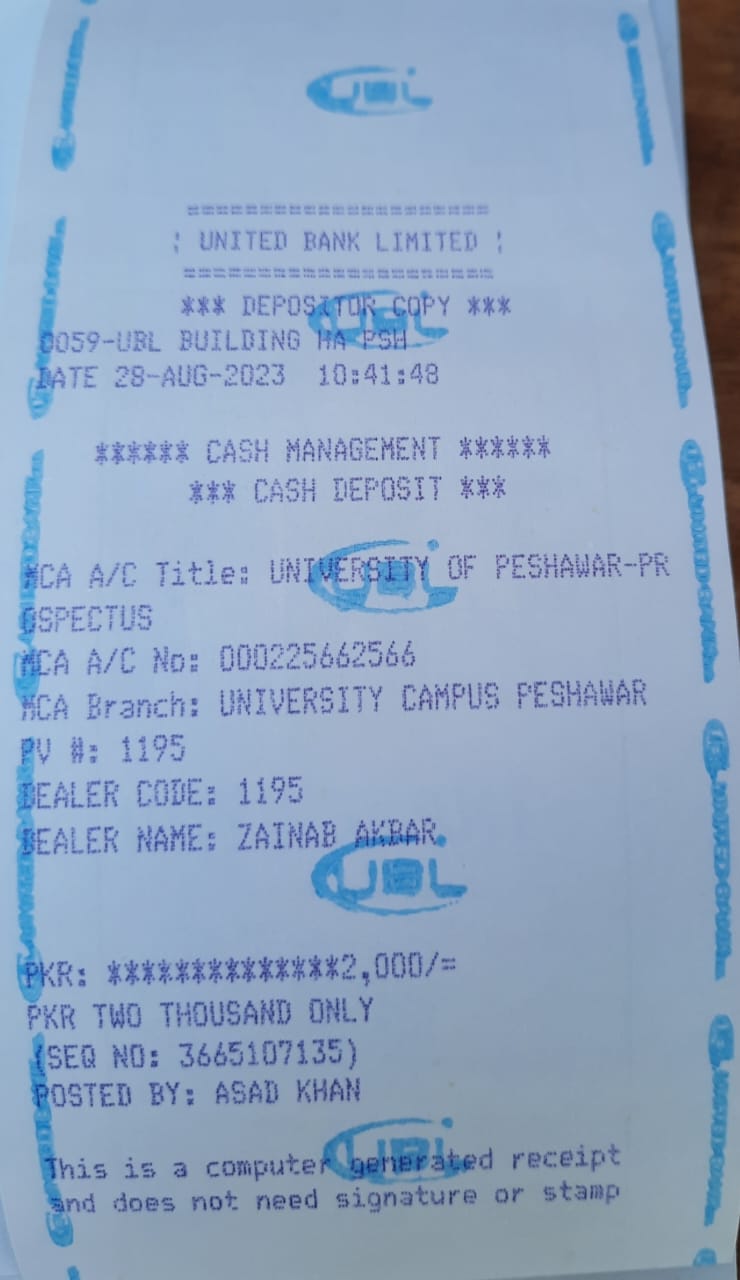 UBL
=====================
¦ UNITED BANK LIMITED ¦
======================
*** DEPOSITOR COPY ***
0059-UBL BUILDING HA PSH
DATE 28-AUG-2023 10:41:48
****** CASH MANAGEMENT ******
*** CASH DEPOSIT ***
MCA A/C Title: UNIVERSITY OF PESHAWAR-PR
OSPECTUS
MCA A/C No: 000225662566
MCA Branch: UNIVERSITY CAMPUS PESHAWAR
PV #: 1195
DEALER CODE: 1195
DEALER NAME: ZAINAB AKBAR
UBL
PKR: **************2,000/=
PKR TWO THOUSAND ONLY
(SEQ NO: 3665107135)
POSTED BY: ASAD KHAN
This is a computer generated receipt
and does not need signature or stamp